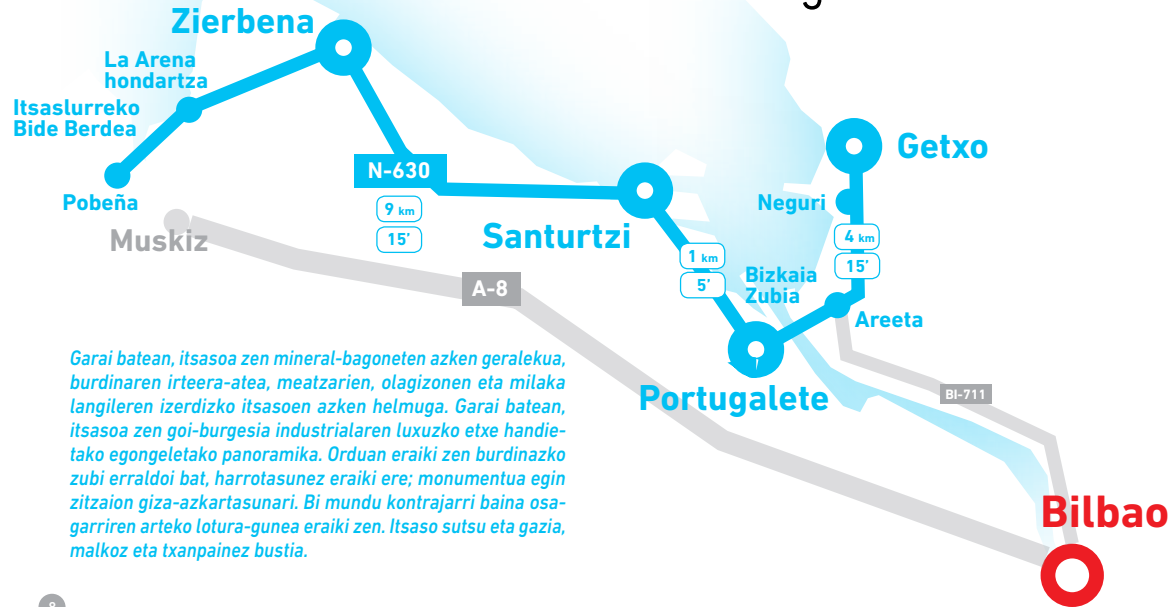 Zierbena
La Arena
hondartza
Itsaslurreko
Bide Berdea
Pobeña
Muskiz
N-630
9 km
15'
Santurtzi
Getxo
Neguri
4 km
15'
1 km
5'
Bizkaia
Zubia
Areeta
A-8
Portugalete
BI-711
Bilbao
Garai batean, itsasoa zen mineral-bagoneten azken geralekua,
burdinaren irteera-atea, meatzarien, olagizonen eta milaka
langileren izerdizko itsasoen azken helmuga. Garai batean,
itsasoa zen goi-burgesia industrialaren luxuzko etxe handie-
tako egongeletako panoramika. Orduan eraiki zen burdinazko
zubi erraldoi bat, harrotasunez eraiki ere; monumentua egin
zitzaion giza-azkartasunari. Bi mundu kontrajarri baina osa-
garriren arteko lotura-gunea eraiki zen. Itsaso sutsu eta gazia,
malkoz eta txanpainez bustia.